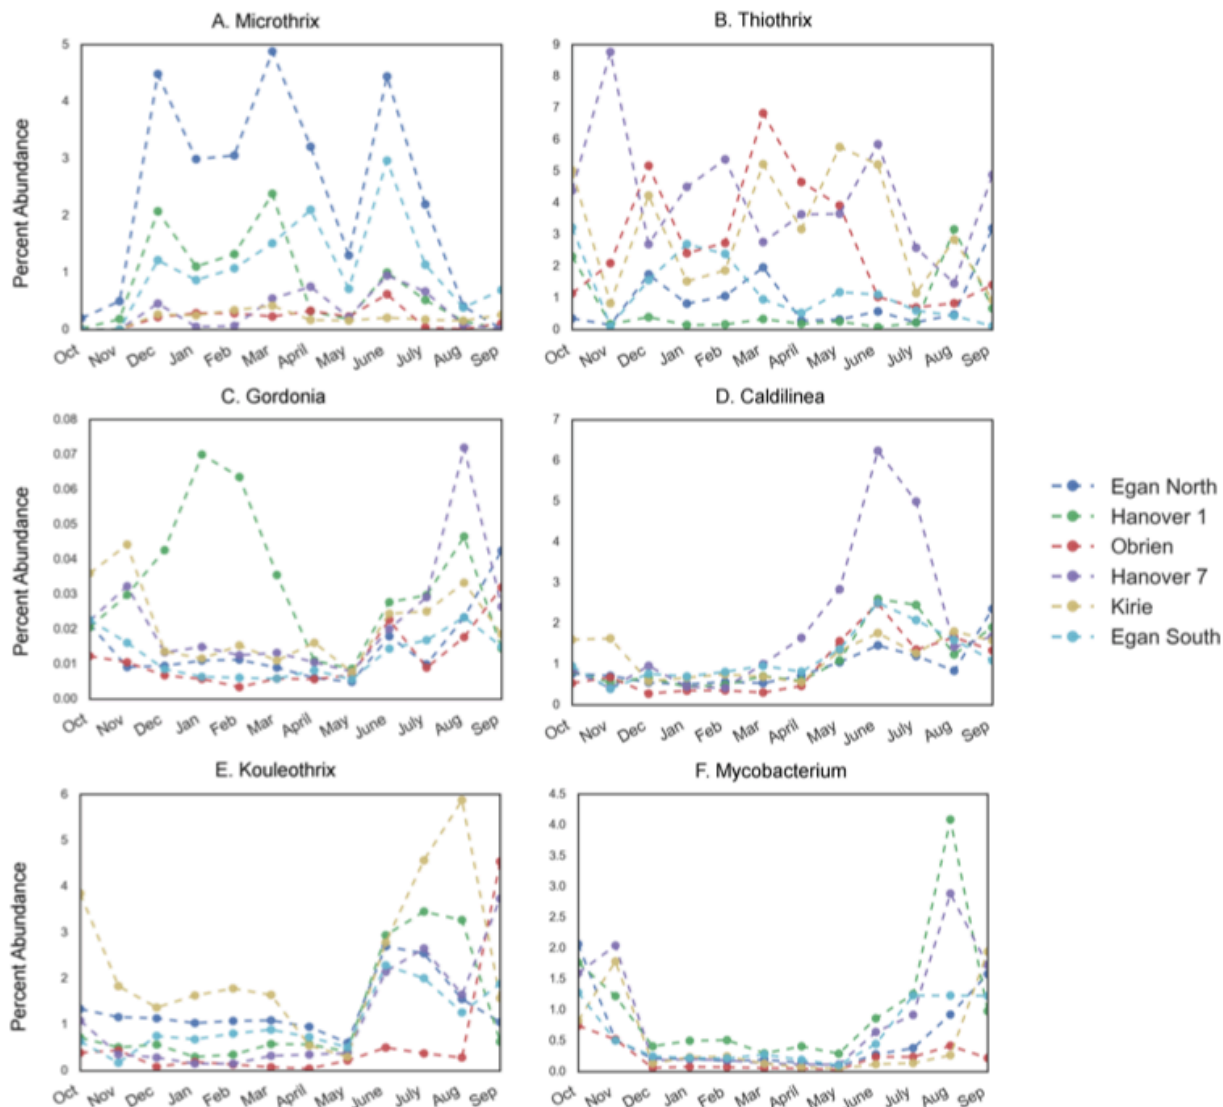 A. Microthrix
B. Thiothrix
Percent Abundance
5
4
3
2
1
0
Oct Nov Dec Jan Feb Mar April May June July Aug Sep
9
8
7
6
5
4
3
2
1
0
Oct Nov Dec Jan Feb Mar April May June July Aug Sep
C. Gordonia
D. Caldilinea
0.08
0.07
0.06
0.05
0.04
0.03
0.02
0.01
0.00
Oct Nov Dec Jan Feb Mar April May June July Aug Sep
7
6
5
4
3
2
1
0
Oct Nov Dec Jan Feb Mar April May June July Aug Sep
Egan North
Hanover 1
Obrien
Hanover 7
Kirie
Egan South
E. Kouleothrix
F. Mycobacterium
Percent Abundance
6
5
4
3
2
1
0
Oct Nov Dec Jan Feb Mar April May June July Aug Sep
4.5
4.0
3.5
3.0
2.5
2.0
1.5
1.0
0.5
0.0
Oct Nov Dec Jan Feb Mar April May June July Aug Sep